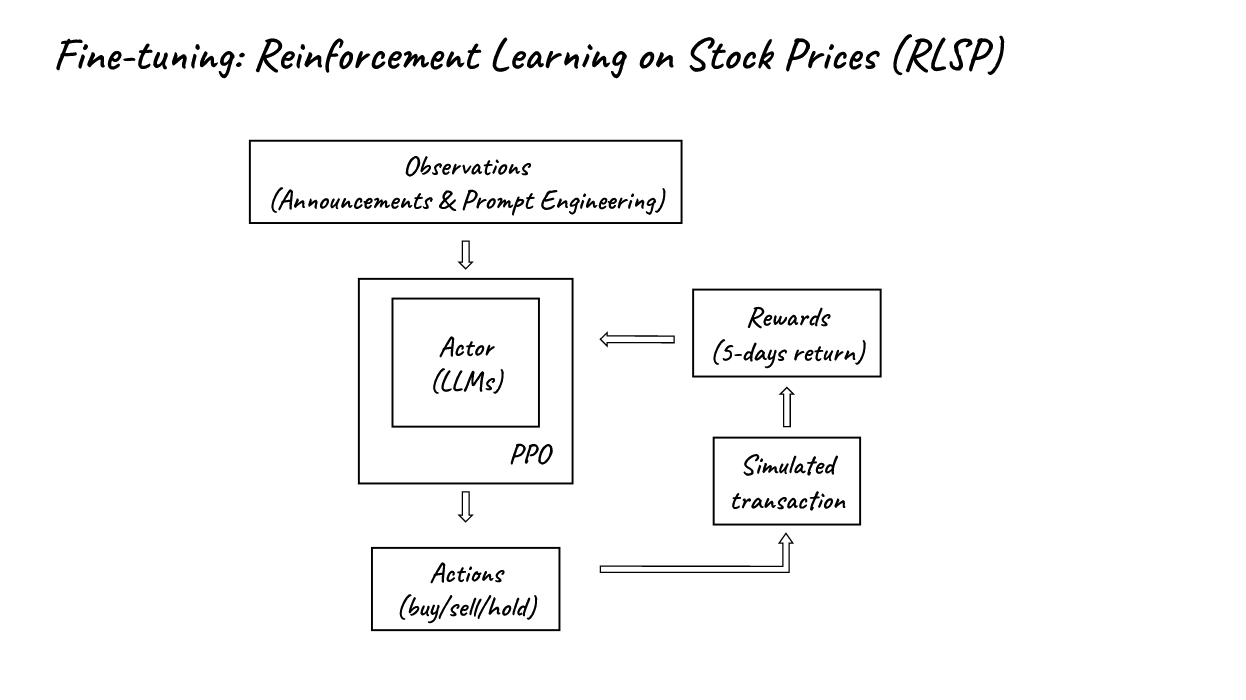 Fine-tuning: Reinforcement Learning on Stock Prices (RLSP)
Observations
(Announcements & Prompt Engineering)
Actor
(LLMs)
PPO
Rewards
(5-days return)
Simulated
transaction
Actions
(buy/sell/hold)